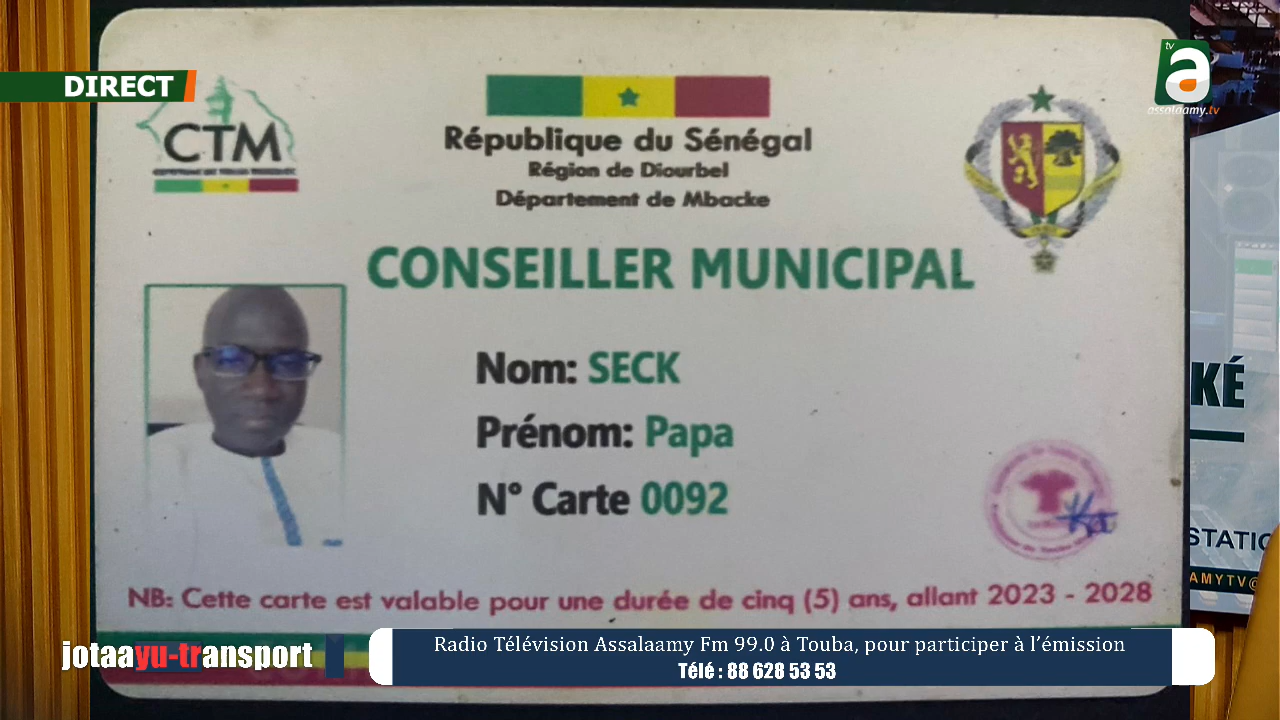 DIRECT
tv
a
assalaamy.tv
CTM
République du Sénégal
Région de Diourbel
Département de Mbacke
CONSEILLER MUNICIPAL
Nom: SECK
Prénom: Papa
N° Carte 0092
KÉ
STATIO
AMYTV@
NB: Cette carte est valable pour une durée de cinq (5) ans, allant 2023 - 2028
jotaayu-transport
Radio Télévision Assalaamy Fm 99.0 à Touba, pour participer à l’émission
Télé : 88 628 53 53